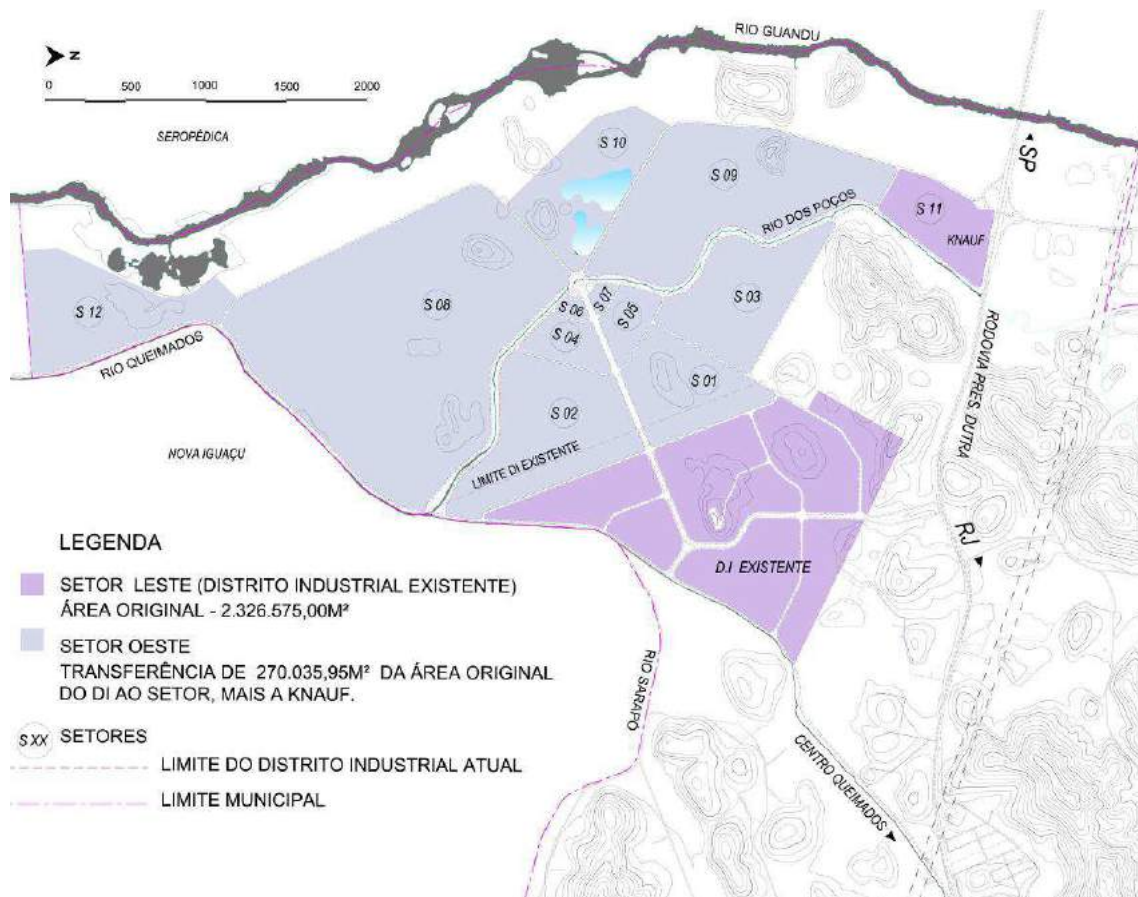 RIO GUANDU
N
0 500 1000 1500 2000
SEROPÉDICA
SP
S 10
S 09
S 11
KNAUF
RIO DOS POÇOS
S 12
S 08
S 06
S 07
S 05
S 03
S 04
RIO QUEIMADOS
S 01
S 02
RODOVIA PRES. DUTRA
NOVA IGUAÇU
LIMITE DI EXISTENTE
RJ
D.I EXISTENTE
LEGENDA
SETOR LESTE (DISTRITO INDUSTRIAL EXISTENTE)
ÁREA ORIGINAL - 2.326.575,00M²
SETOR OESTE
TRANSFERÊNCIA DE 270.035,95M² DA ÁREA ORIGINAL
DO DI AO SETOR, MAIS A KNAUF.
S XX SETORES
LIMITE DO DISTRITO INDUSTRIAL ATUAL
LIMITE MUNICIPAL
RIO SARAPÓ
CENTRO QUEIMADOS